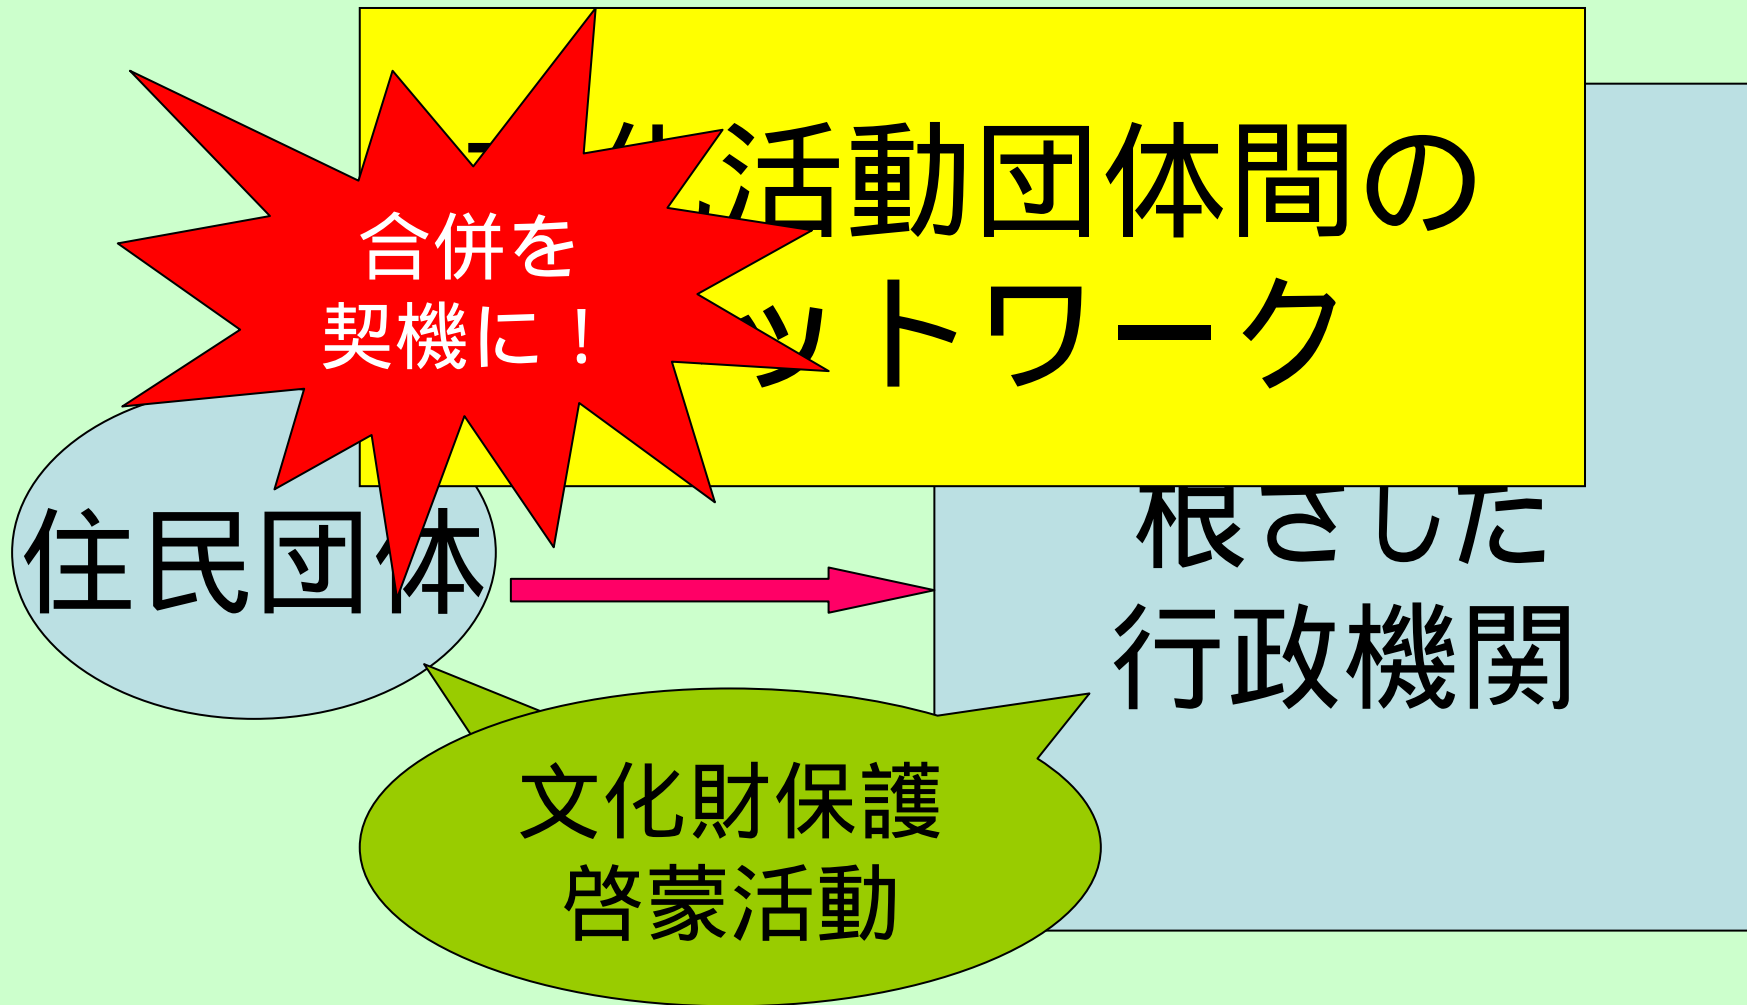 活動団体間の
ットワーク
合併を
契機に！
住民団体
根ざした
行政機関
文化財保護
啓蒙活動